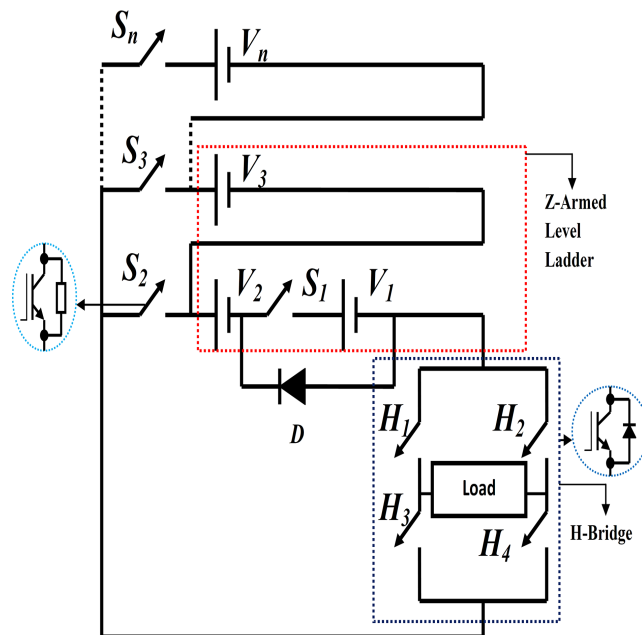 Sn
Vn
S3
V3
Z-Armed
Level
Ladder
S2
V2
S1
V1
D
H1
H2
Load
H3
H4
H-Bridge